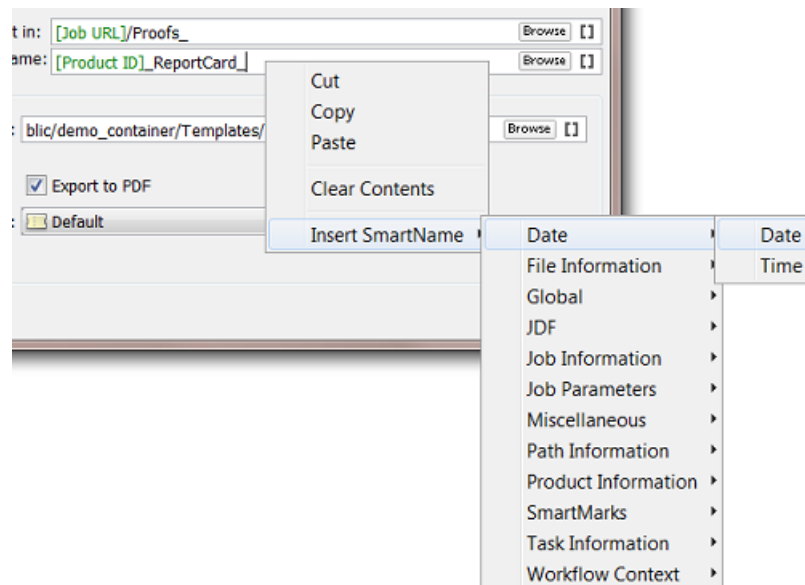 t in: [Job URL]/Proofs_ Browse []
ame: [Product ID]_ReportCard_ Browse []
Cut
Copy
: blic/demo_container/Templates/ Browse []
Paste
Export to PDF
Clear Contents
: Default
Insert SmartName Date Date
File Information Time
Global
JDF
Job Information
Job Parameters
Miscellaneous
Path Information
Product Information
SmartMarks
Task Information
Workflow Context